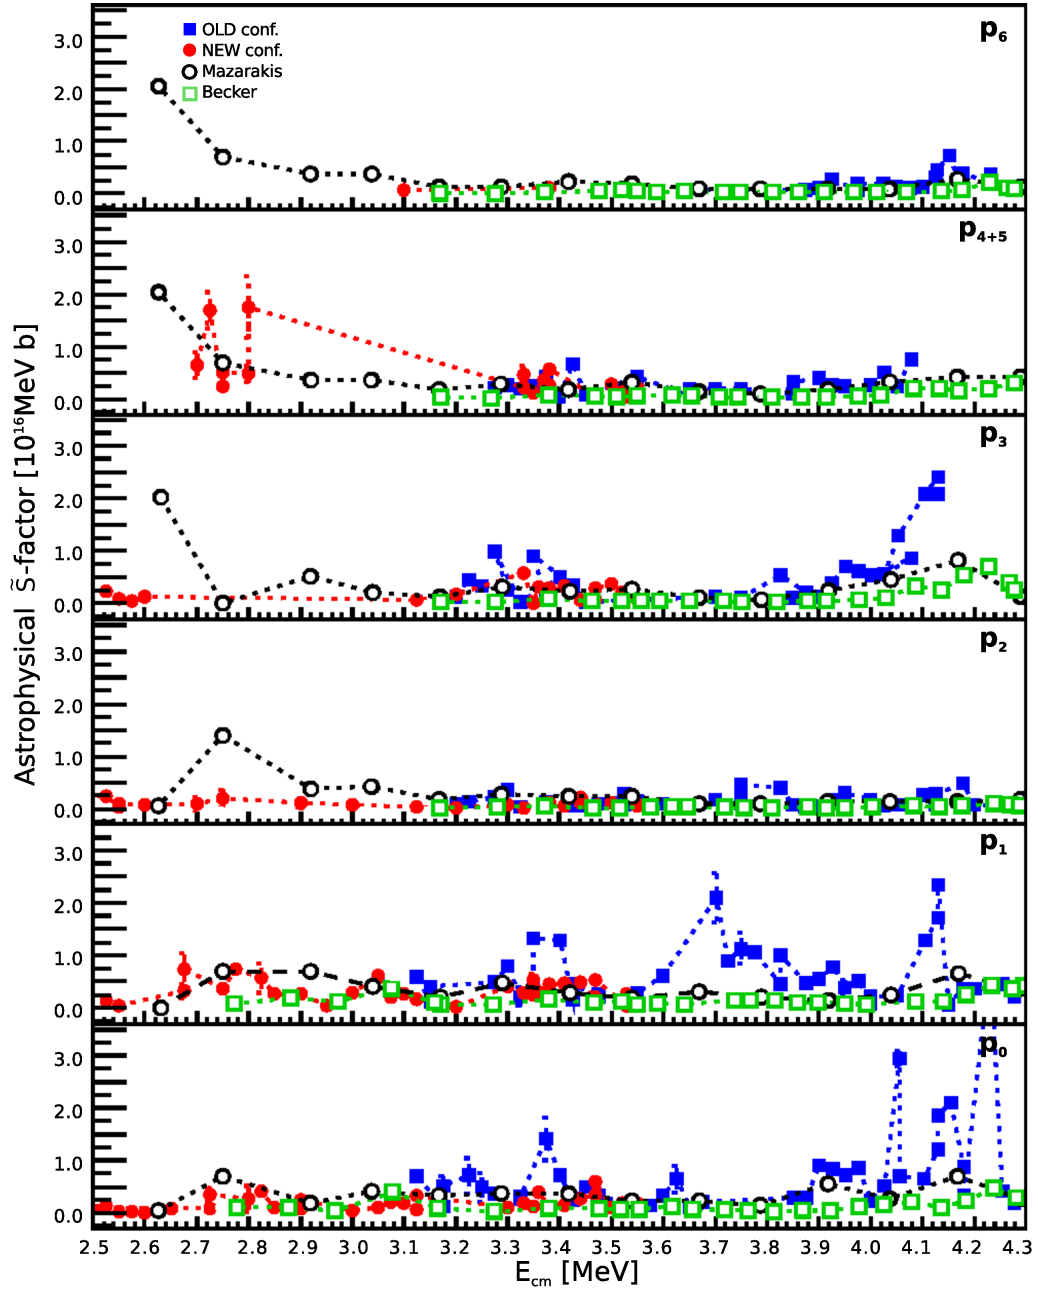 OLD conf.
NEW conf.
Mazarakis
Becker
p6
3.0
2.0
1.0
0.0
p4+5
3.0
2.0
1.0
0.0
p3
3.0
2.0
1.0
0.0
p2
3.0
2.0
1.0
0.0
p1
3.0
2.0
1.0
0.0
p0
3.0
2.0
1.0
0.0
Astrophysical S̃-factor [10^16 MeV b]
2.5 2.6 2.7 2.8 2.9 3.0 3.1 3.2 3.3 3.4 3.5 3.6 3.7 3.8 3.9 4.0 4.1 4.2 4.3
Ecm [MeV]